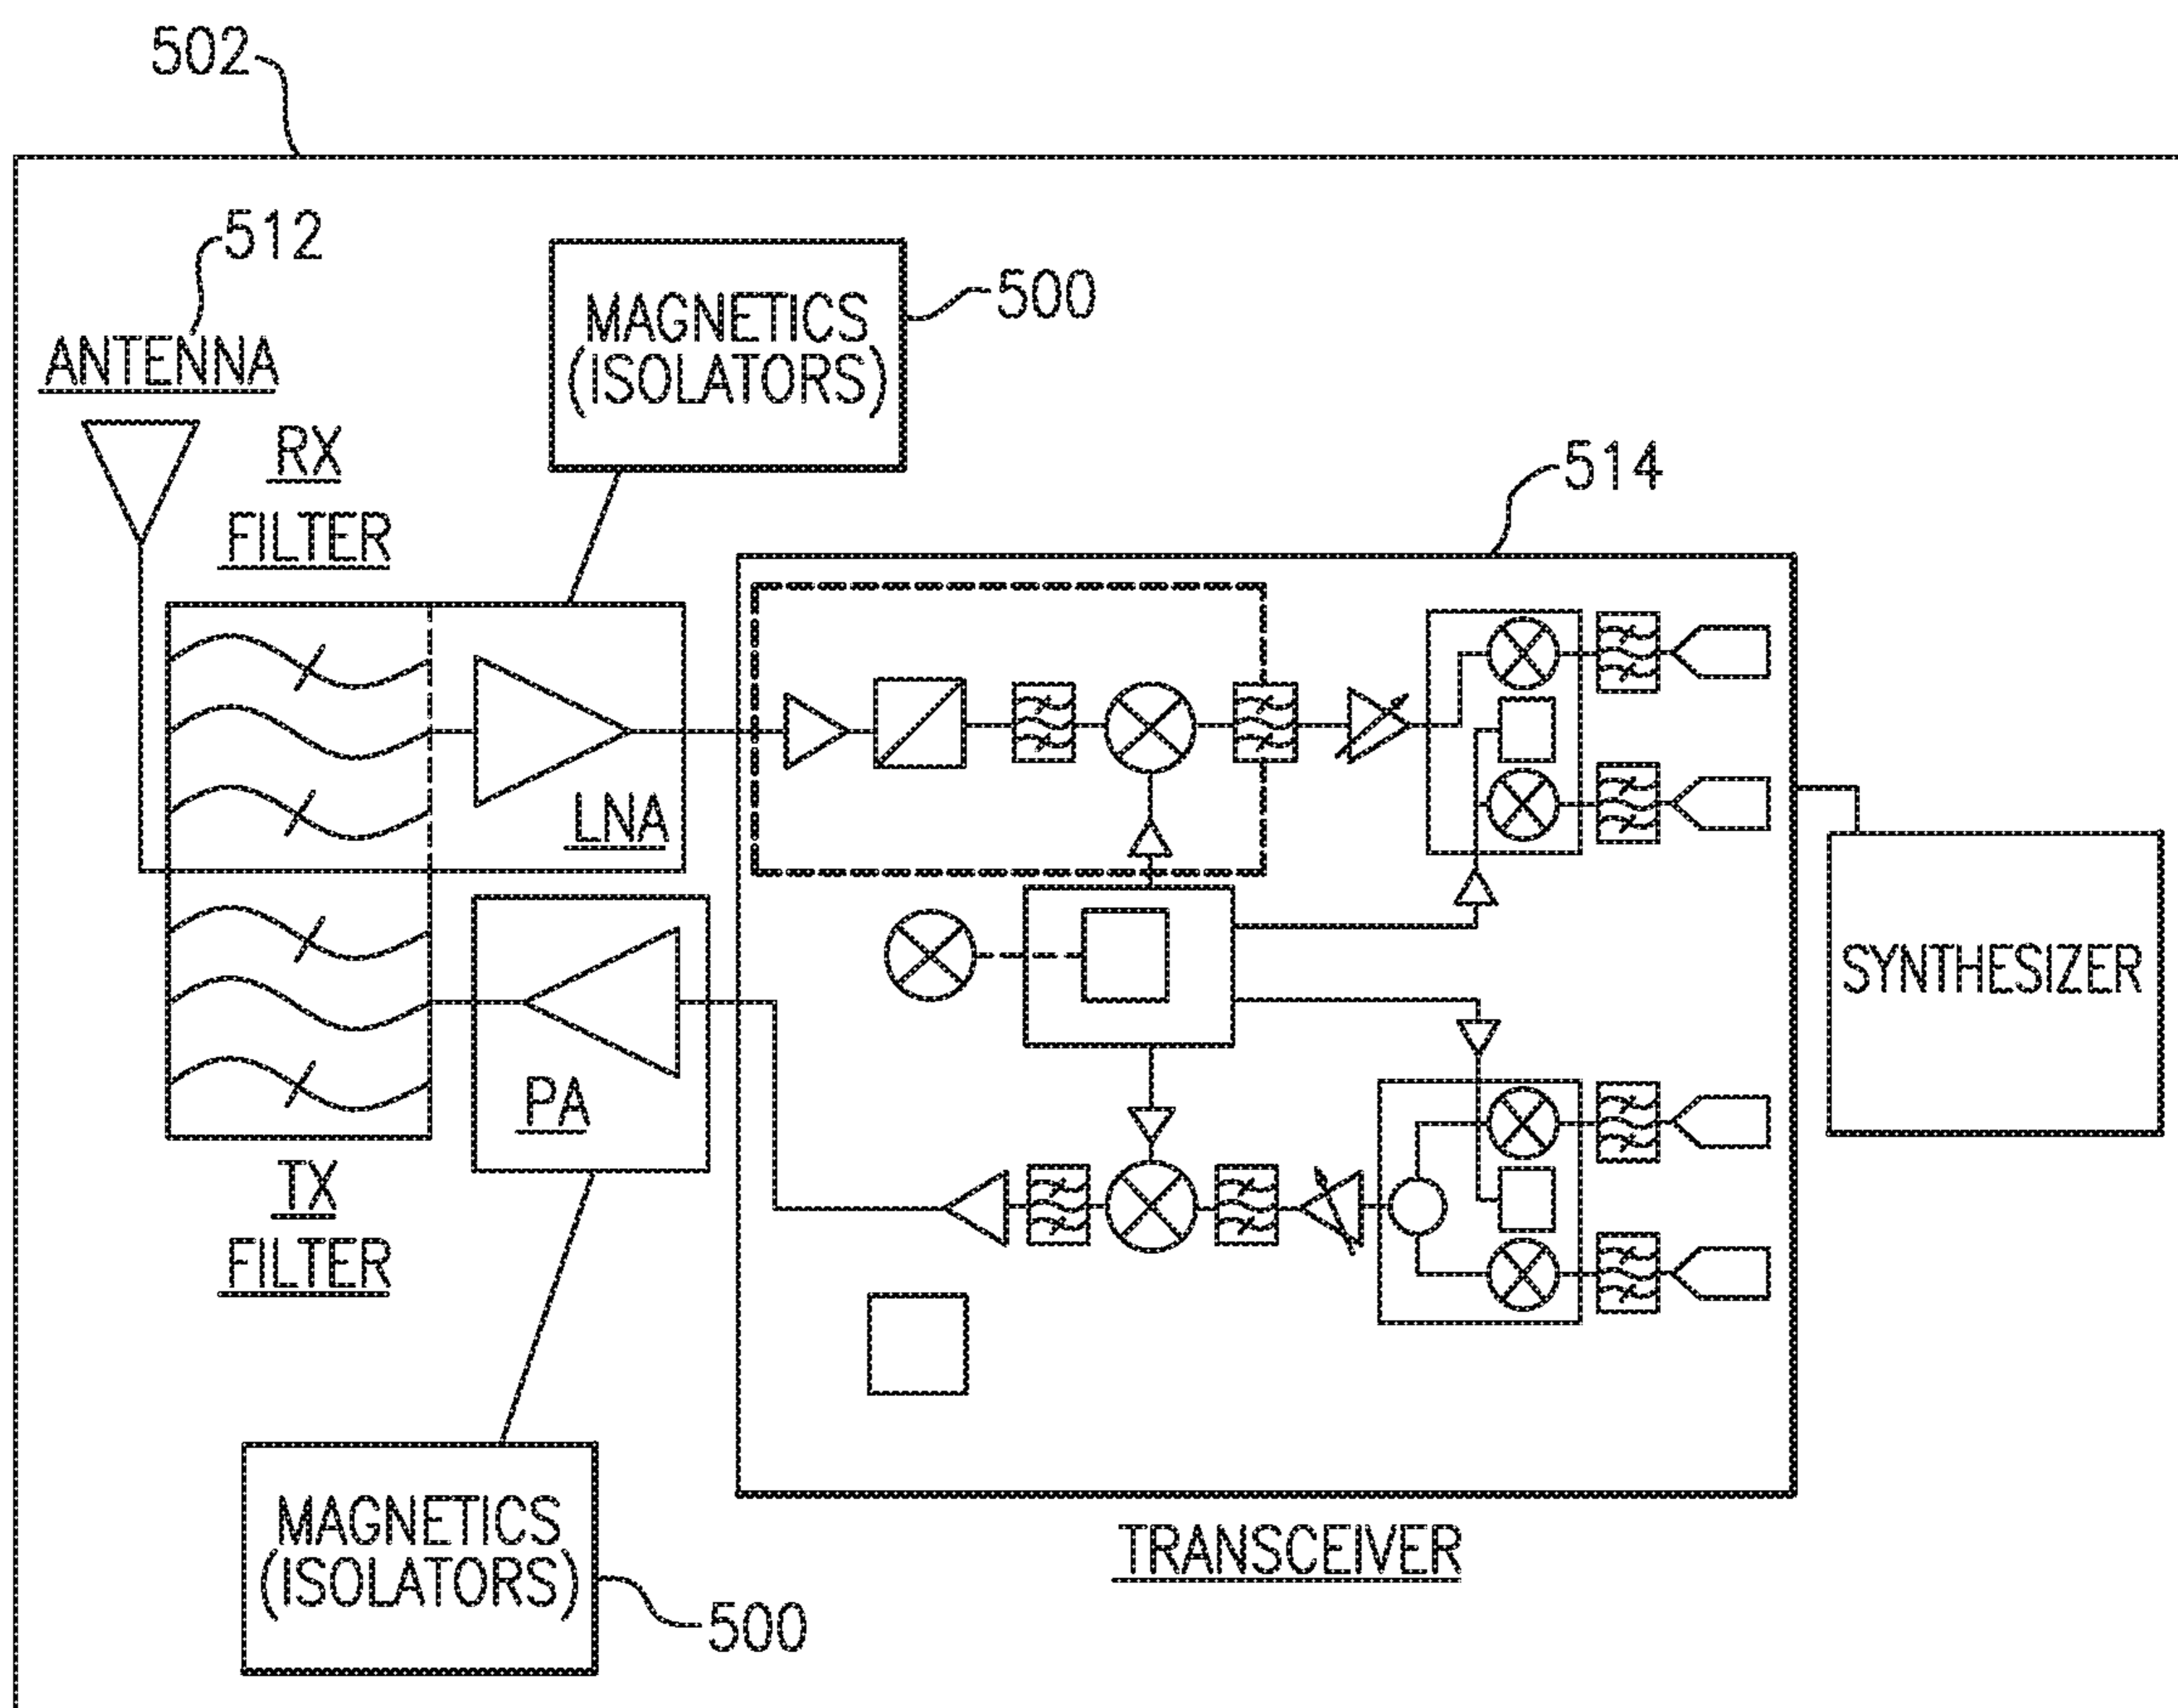 502
512
ANTENNA
MAGNETICS
(ISOLATORS)
500
RX
FILTER
514
LNA
SYNTHESIZER
PA
TX
FILTER
MAGNETICS
(ISOLATORS)
500
TRANSCEIVER